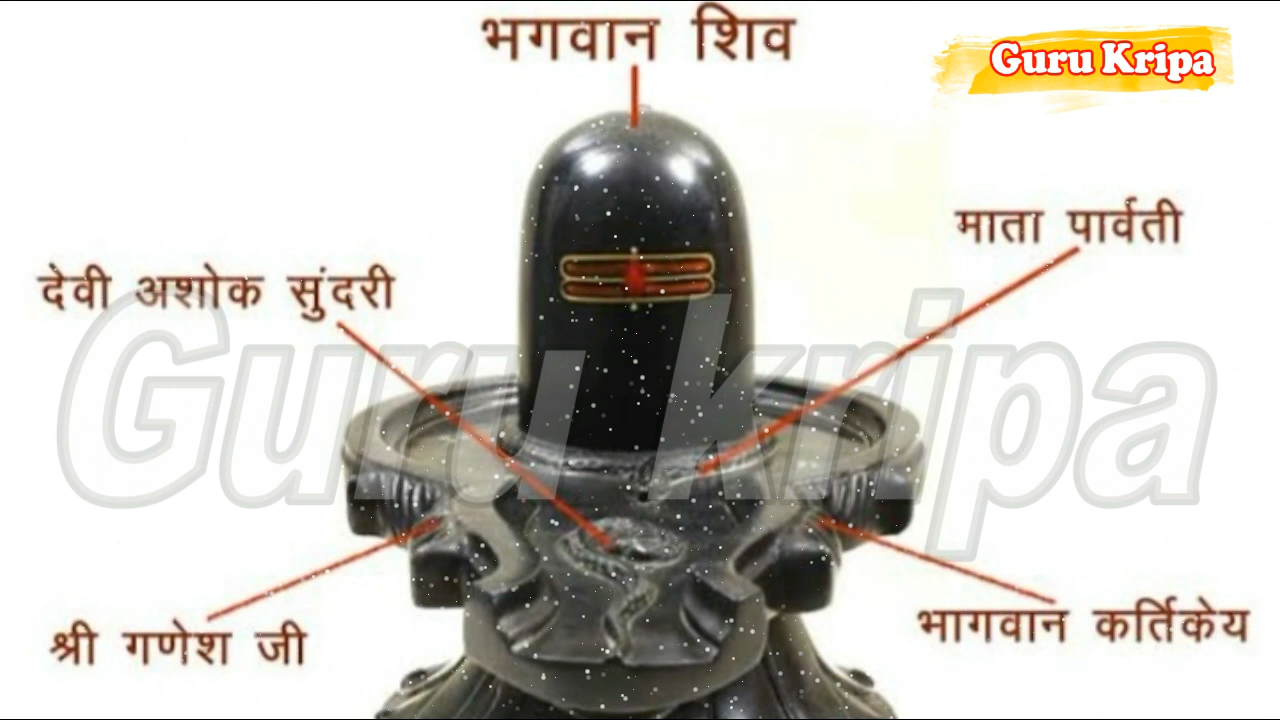 भगवान शिव
Guru Kripa
माता पार्वती
देवी अशोक सुंदरी
Guru kripa
श्री गणेश जी
भागवान कर्तिकेय